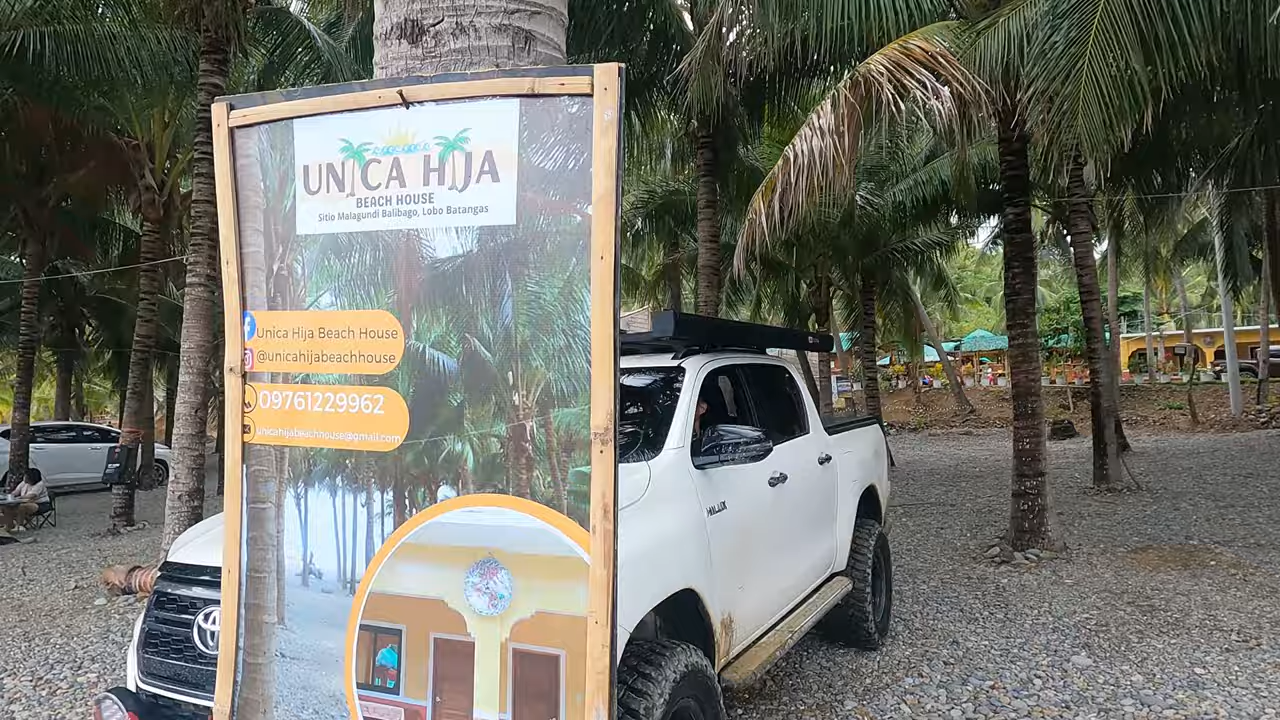 UNICA HIJA
BEACH HOUSE
Sitio Malagundi Balibago, Lobo Batangas
Unica Hija Beach House
@unicahijabeachhouse
09761229962
unicahijabeachhouse@gmail.com
HILUX